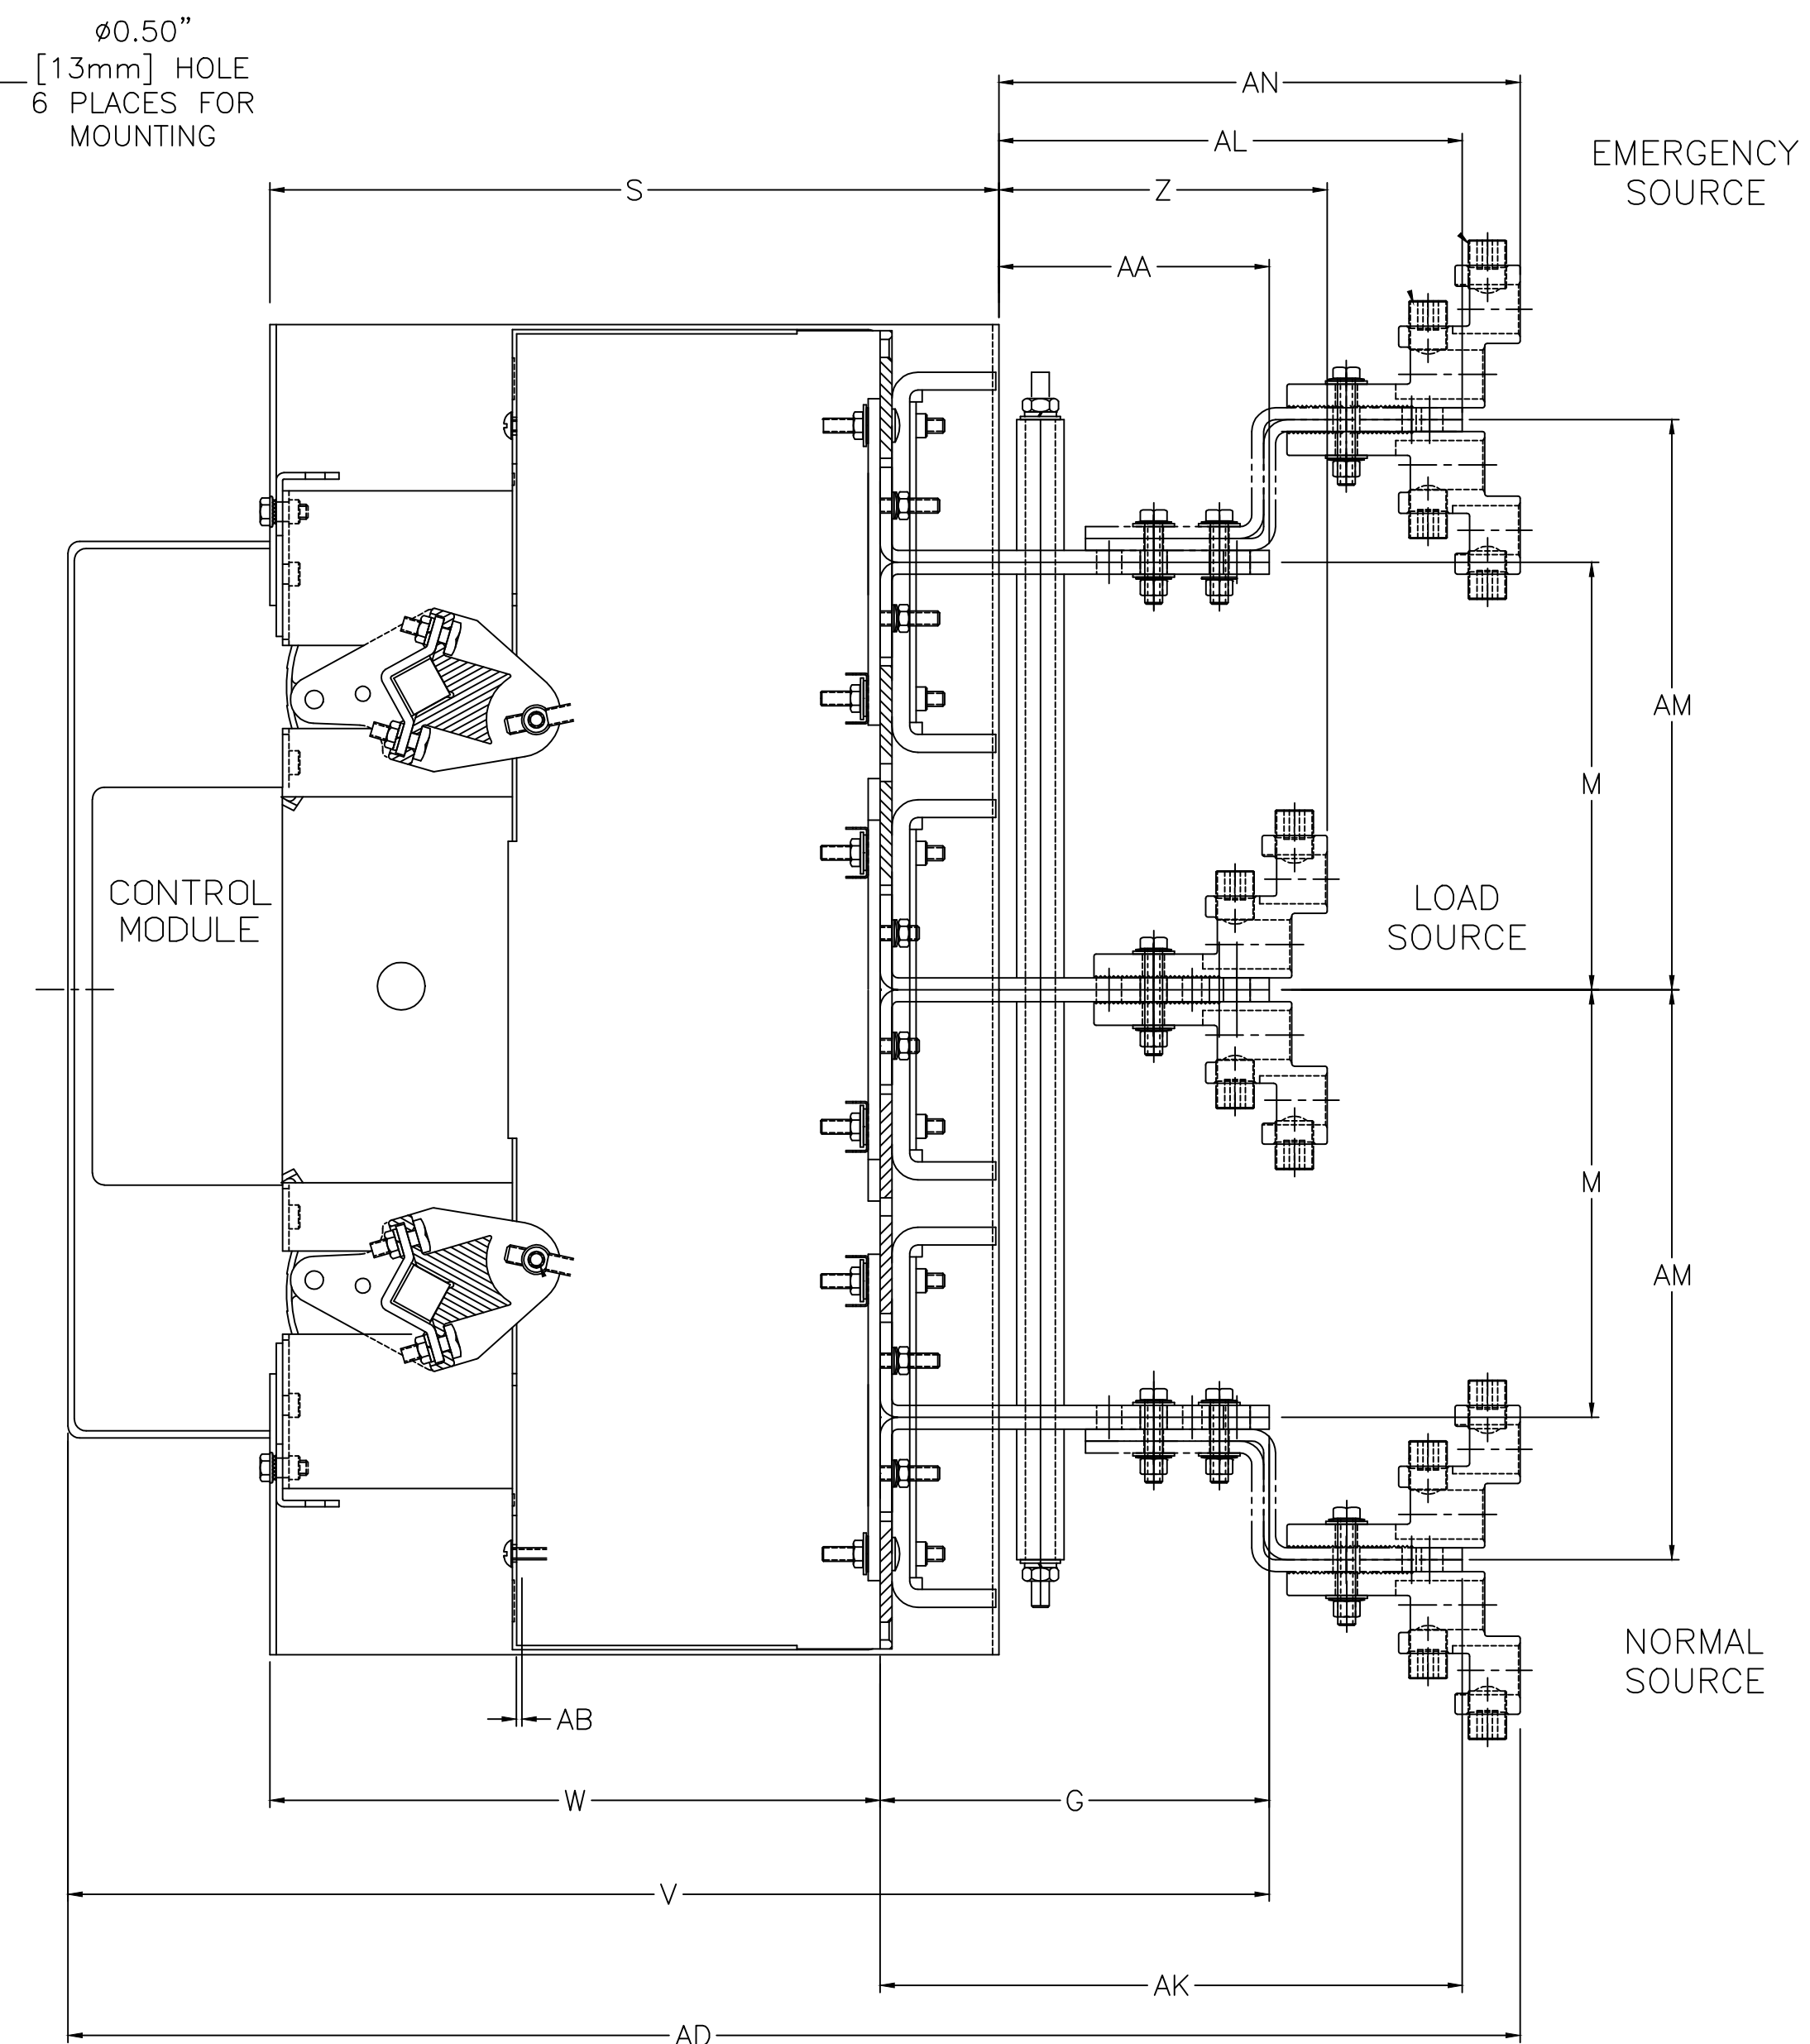 ø0.50”
[13mm] HOLE
6 PLACES FOR
MOUNTING
AN
AL
EMERGENCY
SOURCE
S
Z
AA
AM
M
CONTROL
MODULE
LOAD
SOURCE
M
AM
NORMAL
SOURCE
AB
W
G
V
AK
AD